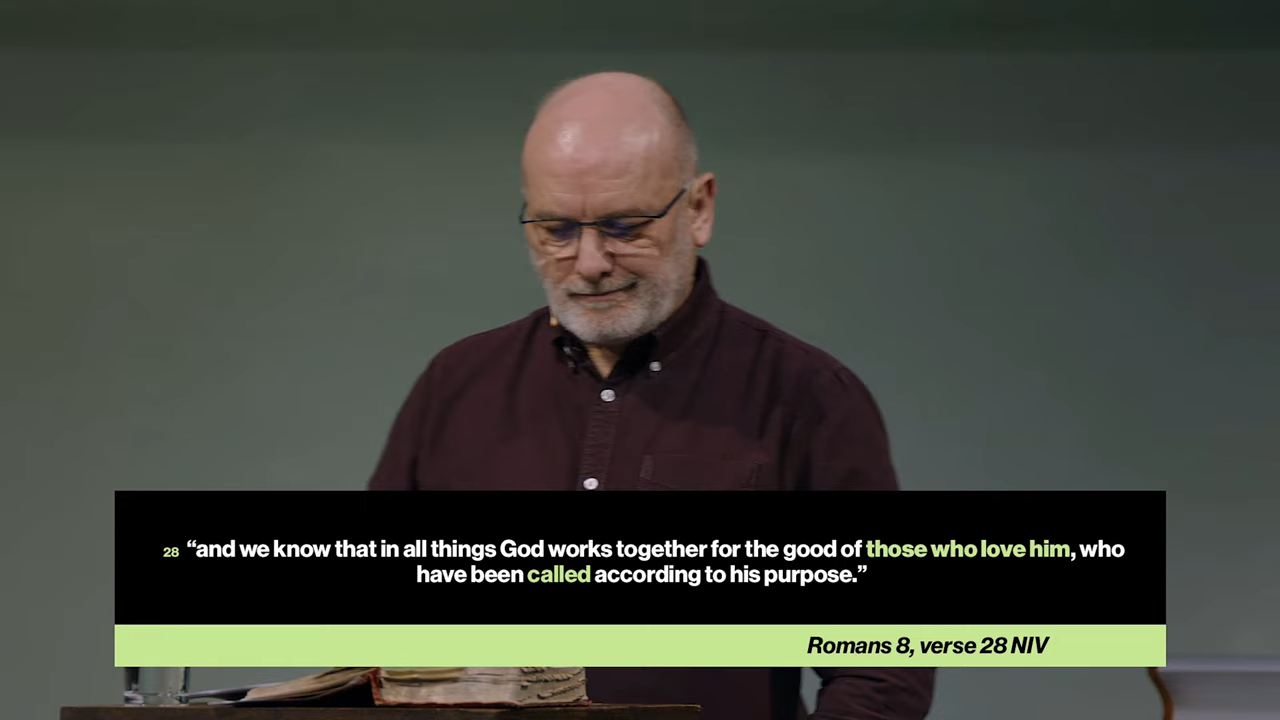 28 “and we know that in all things God works together for the good of those who love him, who
have been called according to his purpose.”
Romans 8, verse 28 NIV